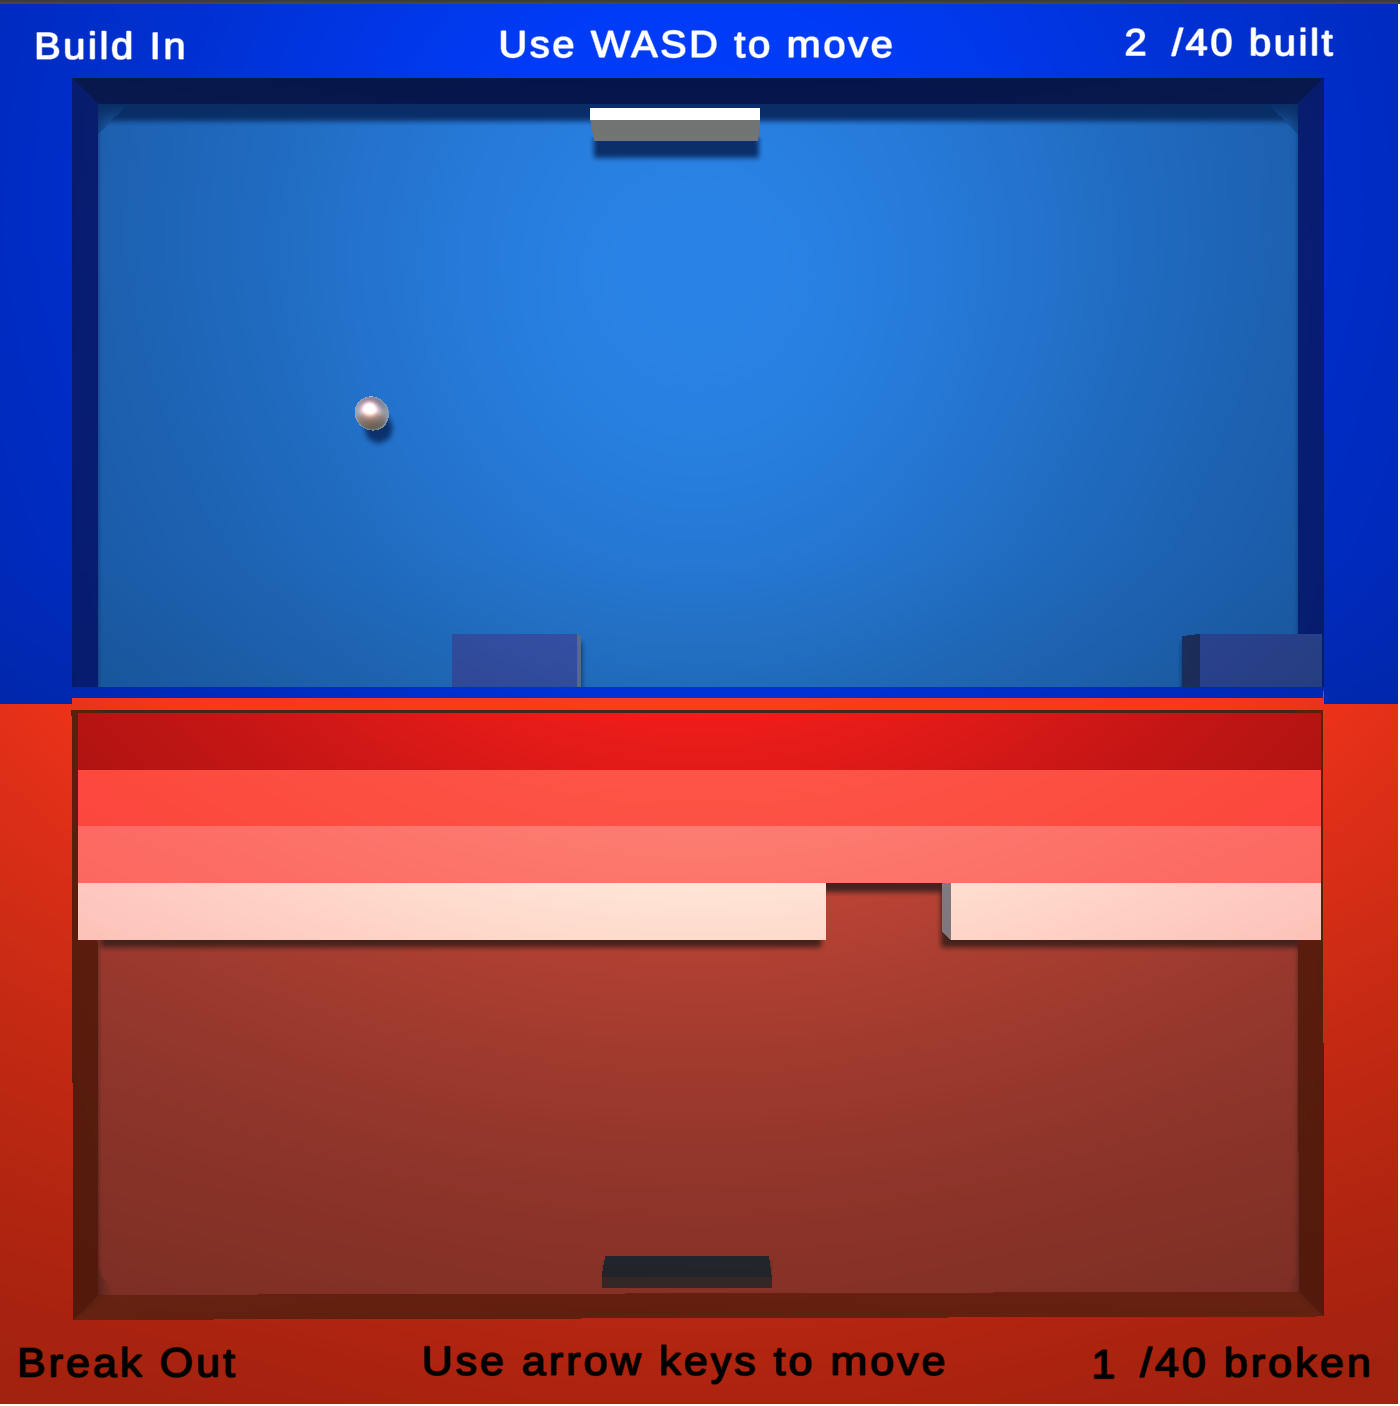 Build In
Use WASD to move
2 /40 built
Break Out
Use arrow keys to move
1 /40 broken